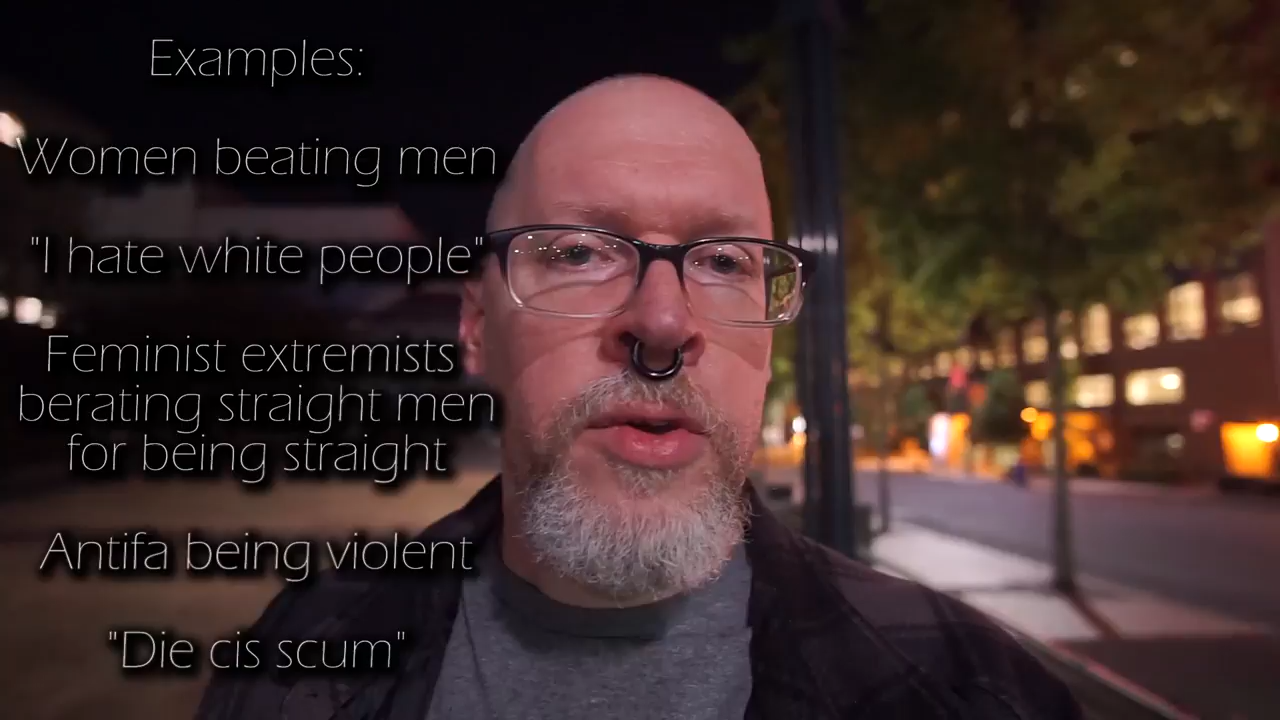 Examples:
Women beating men
"I hate white people"
Feminist extremists
berating straight men
for being straight
Antifa being violent
"Die cis scum"